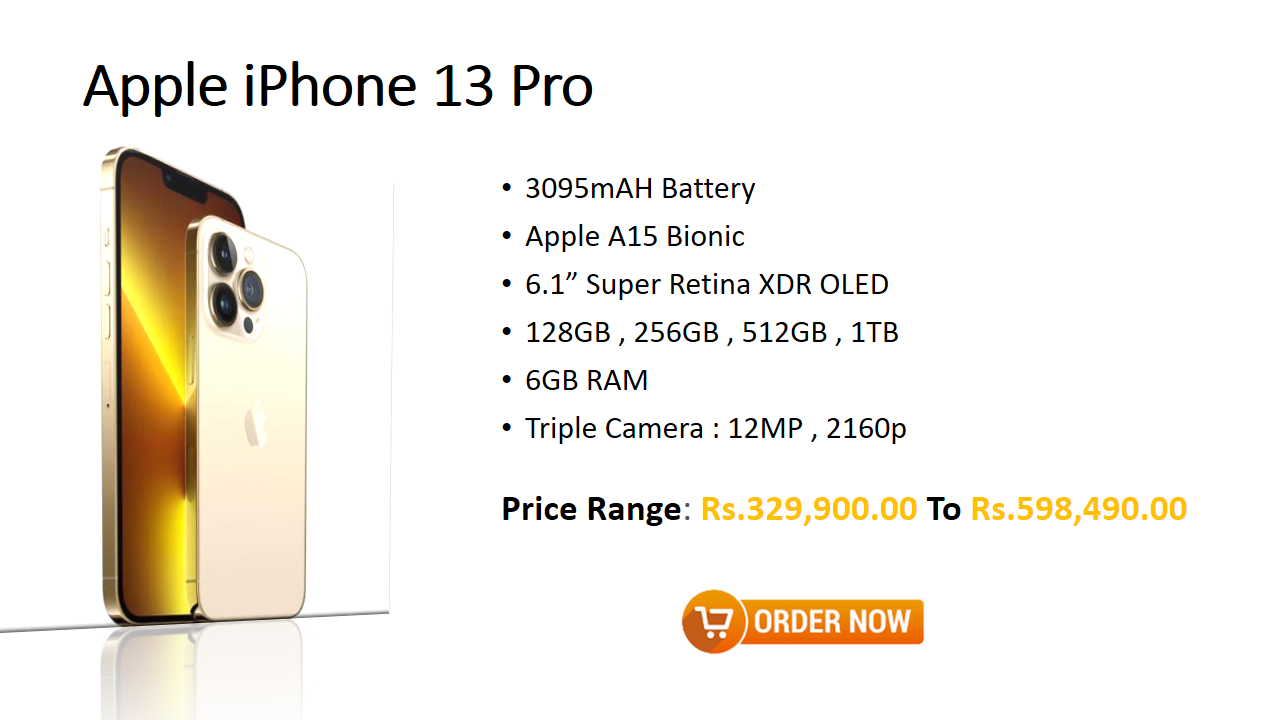 Apple iPhone 13 Pro
• 3095mAH Battery
• Apple A15 Bionic
• 6.1” Super Retina XDR OLED
• 128GB , 256GB , 512GB , 1TB
• 6GB RAM
• Triple Camera : 12MP , 2160p
Price Range: Rs.329,900.00 To Rs.598,490.00
ORDER NOW